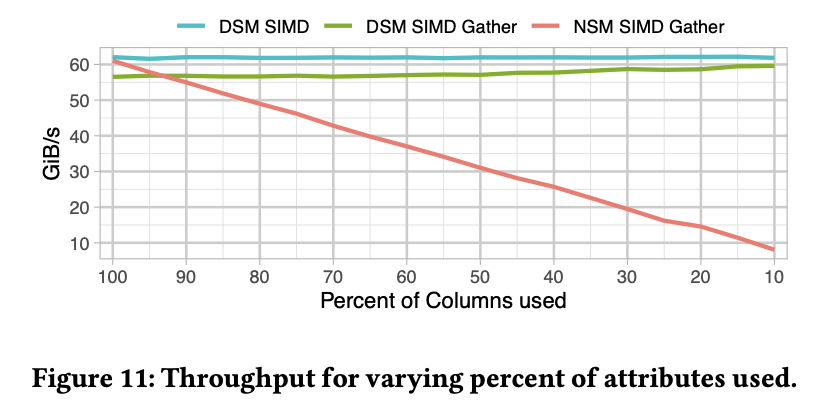 DSM SIMD DSM SIMD Gather NSM SIMD Gather
60
50
40
30
20
10
GiB/s
100 90 80 70 60 50 40 30 20 10
Percent of Columns used
Figure 11: Throughput for varying percent of attributes used.